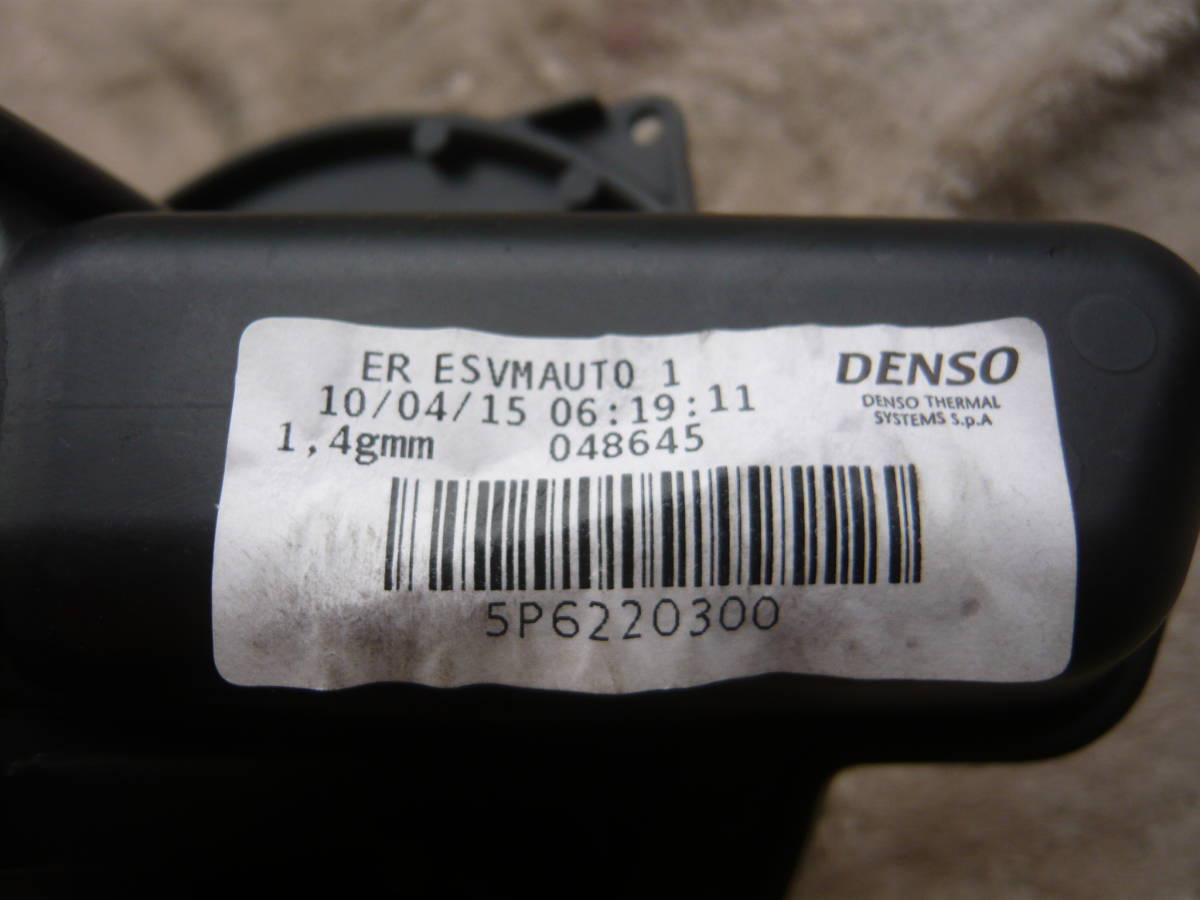 ER ESVMAUTO 1
10/04/15 06:19:11
1,4gmm 048645
DENSO
DENSO THERMAL
SYSTEMS S.p.A
5P6220300